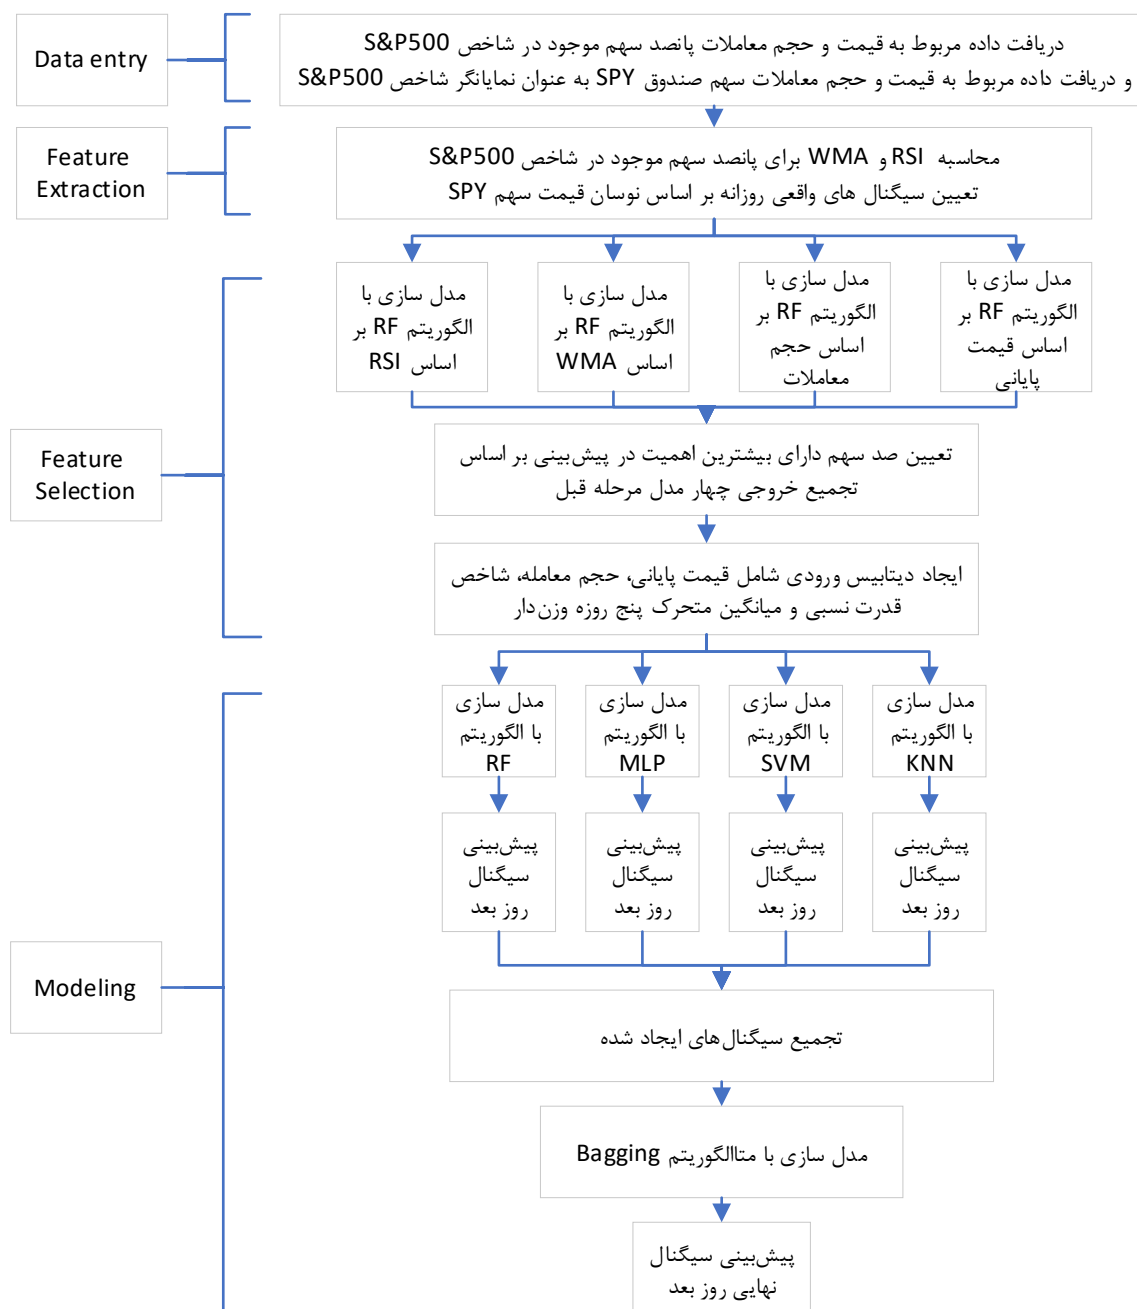 Data entry
دریافت داده مربوط به قیمت و حجم معاملات پانصد سهم موجود در شاخص S&P500
و دریافت داده مربوط به قیمت و حجم معاملات سهم صندوق SPY به عنوان نمایانگر شاخص S&P500
Feature
Extraction
محاسبه RSI و WMA برای پانصد سهم موجود در شاخص S&P500
تعیین سیگنال های واقعی روزانه بر اساس نوسان قیمت سهم SPY
Feature
Selection
مدل سازی با
الگوریتم RF بر
اساس RSI
مدل سازی با
الگوریتم RF بر
اساس WMA
مدل سازی با
الگوریتم RF بر
اساس حجم
معاملات
مدل سازی با
الگوریتم RF بر
اساس قیمت
پایانی
تعیین صد سهم دارای بیشترین اهمیت در پیش‌بینی بر اساس
تجمیع خروجی چهار مدل مرحله قبل
ایجاد دیتابیس ورودی شامل قیمت پایانی، حجم معامله، شاخص
قدرت نسبی و میانگین متحرک پنج روزه وزن‌دار
Modeling
مدل سازی
با الگوریتم
RF
مدل سازی
با الگوریتم
MLP
مدل سازی
با الگوریتم
SVM
مدل سازی
با الگوریتم
KNN
پیش‌بینی
سیگنال
روز بعد
پیش‌بینی
سیگنال
روز بعد
پیش‌بینی
سیگنال
روز بعد
پیش‌بینی
سیگنال
روز بعد
تجمیع سیگنال‌های ایجاد شده
مدل سازی با متاالگوریتم Bagging
پیش‌بینی سیگنال
نهایی روز بعد